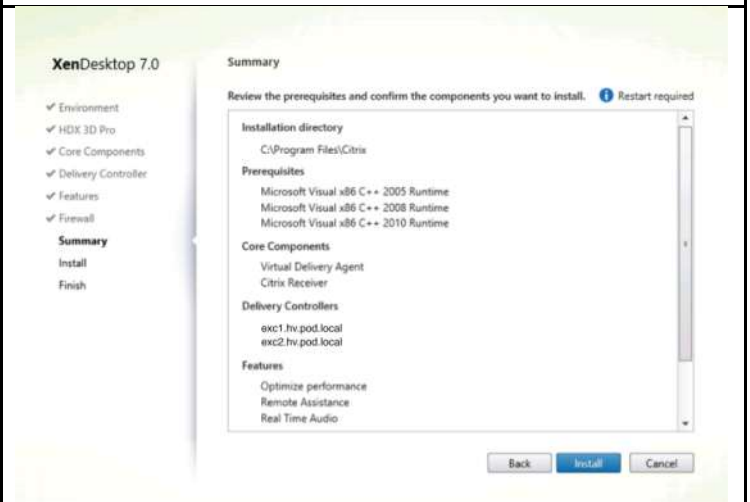 XenDesktop 7.0
Environment
HDX 3D Pro
Core Components
Delivery Controller
Features
Firewall
Summary
Install
Finish
Summary
Review the prerequisites and confirm the components you want to install.
Restart required
Installation directory
C:\Program Files\Citrix
Prerequisites
Microsoft Visual x86 C++ 2005 Runtime
Microsoft Visual x86 C++ 2008 Runtime
Microsoft Visual x86 C++ 2010 Runtime
Core Components
Virtual Delivery Agent
Citrix Receiver
Delivery Controllers
exc1.hv.pod.local
exc2.hv.pod.local
Features
Optimize performance
Remote Assistance
Real Time Audio
Back
Install
Cancel